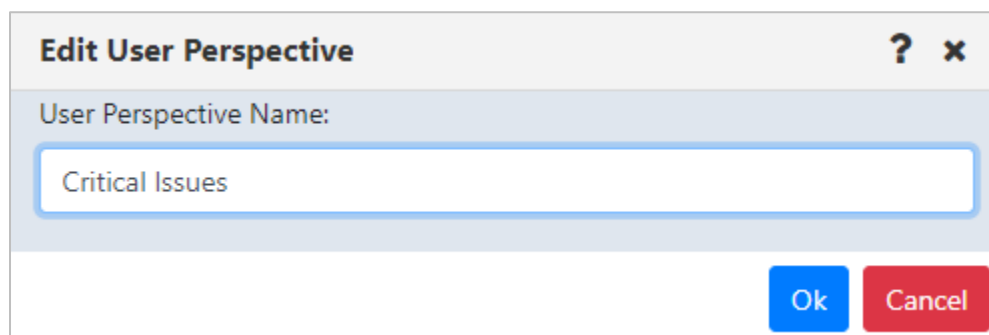 Edit User Perspective ? ×
User Perspective Name:
Critical Issues
Ok Cancel